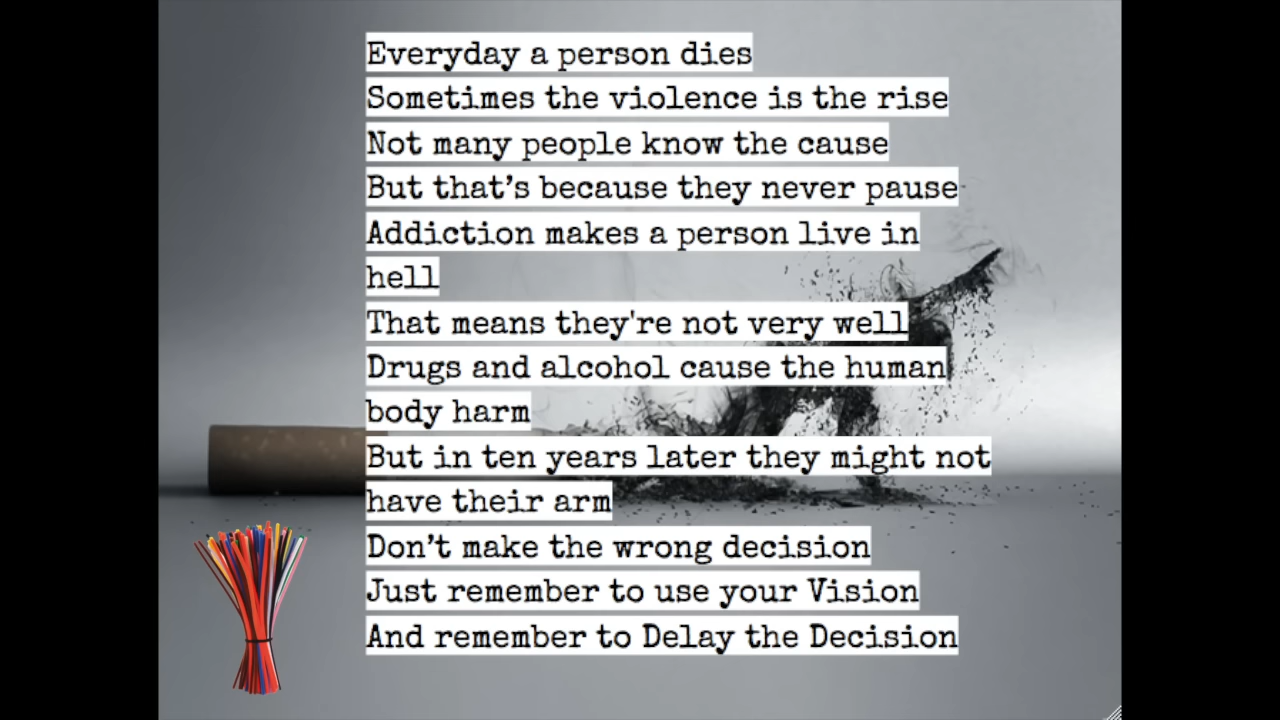 Everyday a person dies
Sometimes the violence is the rise
Not many people know the cause
But that’s because they never pause
Addiction makes a person live in
hell
That means they're not very well
Drugs and alcohol cause the human
body harm
But in ten years later they might not
have their arm
Don’t make the wrong decision
Just remember to use your Vision
And remember to Delay the Decision